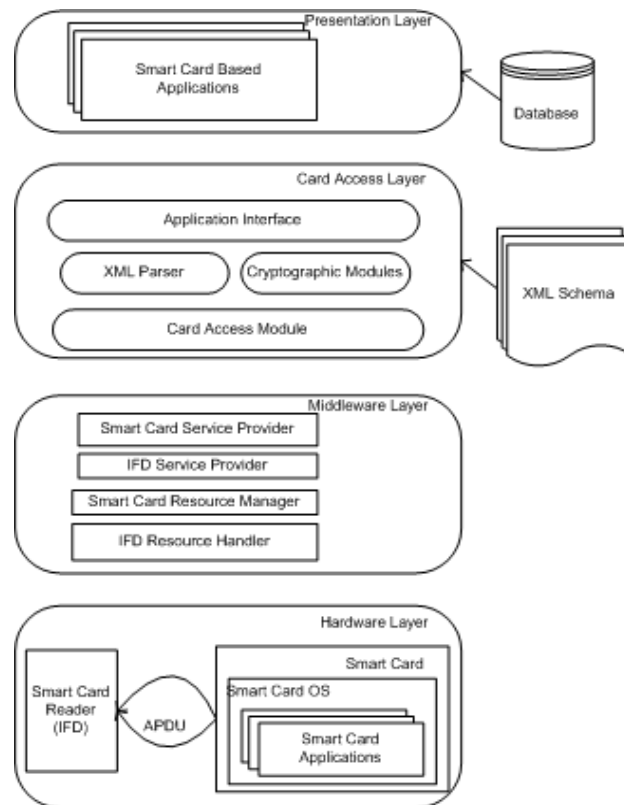 Presentation Layer
Smart Card Based
Applications
Database
Card Access Layer
Application Interface
XML Parser
Cryptographic Modules
Card Access Module
XML Schema
Middleware Layer
Smart Card Service Provider
IFD Service Provider
Smart Card Resource Manager
IFD Resource Handler
Hardware Layer
Smart Card
Reader
(IFD)
APDU
Smart Card
Smart Card OS
Smart Card
Applications